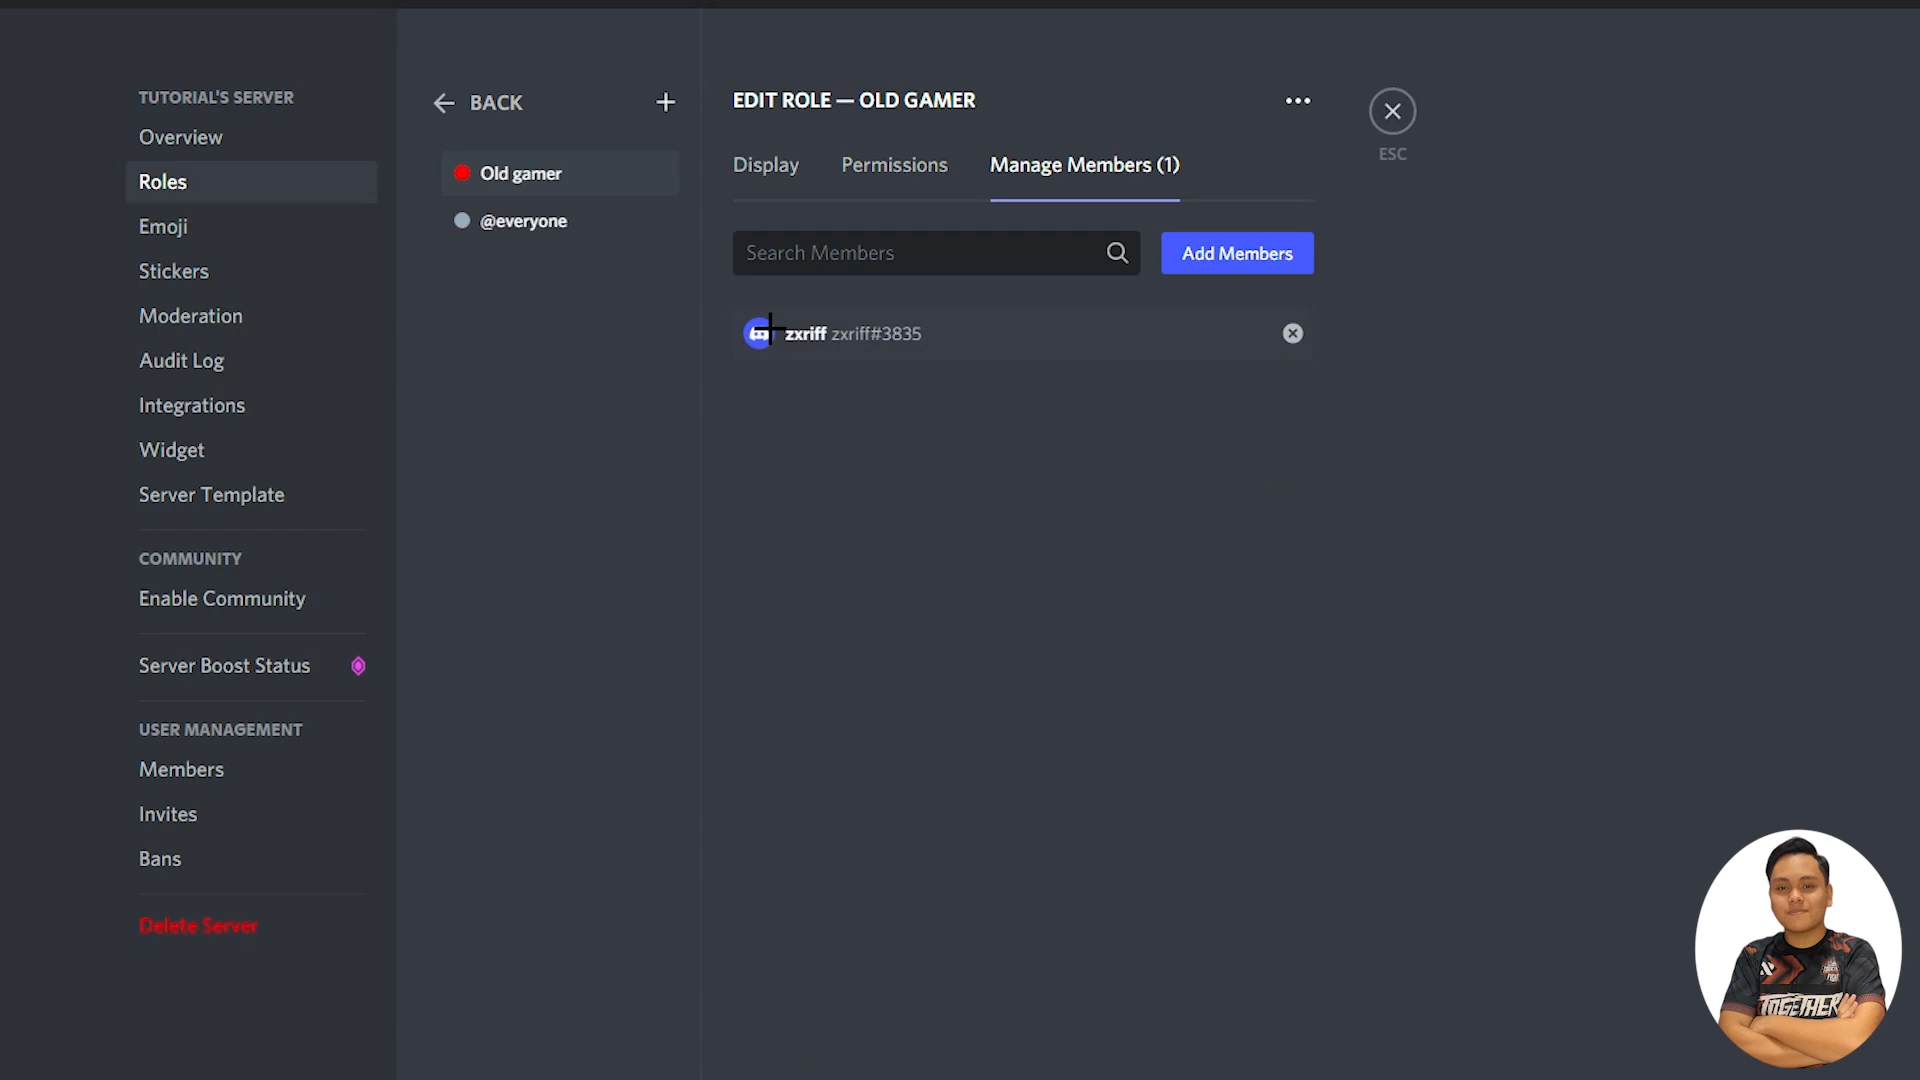 TUTORIAL'S SERVER
Overview
Roles
Emoji
Stickers
Moderation
Audit Log
Integrations
Widget
Server Template
COMMUNITY
Enable Community
Server Boost Status
USER MANAGEMENT
Members
Invites
Bans
Delete Server
BACK
Old gamer
@everyone
EDIT ROLE — OLD GAMER
Display Permissions Manage Members (1)
Search Members
Add Members
zxriff zxriff#3835
ESC
TOGETHER